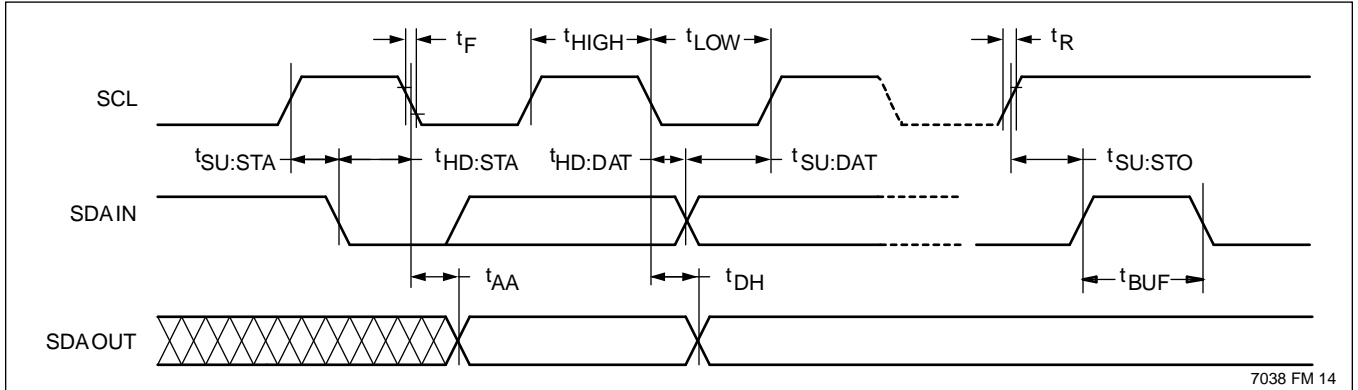 tF
tHIGH
tLOW
tR
SCL
tSU:STA
tHD:STA
tHD:DAT
tSU:DAT
tSU:STO
SDA IN
tAA
tDH
tBUF
SDA OUT
7038 FM 14